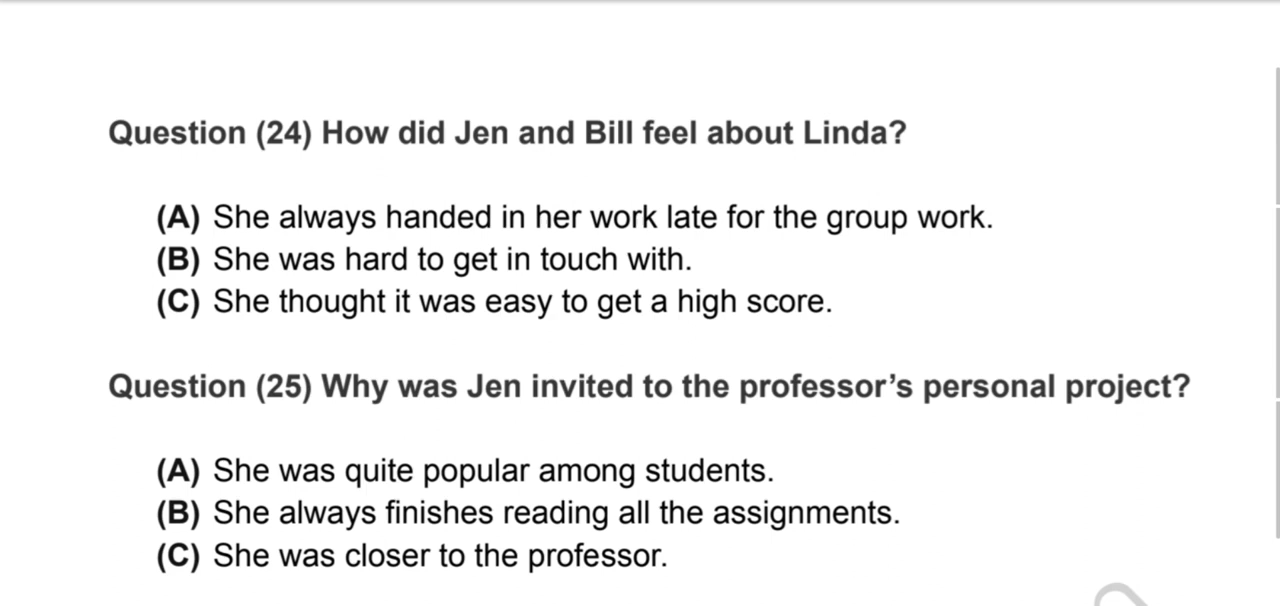 Question (24) How did Jen and Bill feel about Linda?
(A) She always handed in her work late for the group work.
(B) She was hard to get in touch with.
(C) She thought it was easy to get a high score.
Question (25) Why was Jen invited to the professor’s personal project?
(A) She was quite popular among students.
(B) She always finishes reading all the assignments.
(C) She was closer to the professor.